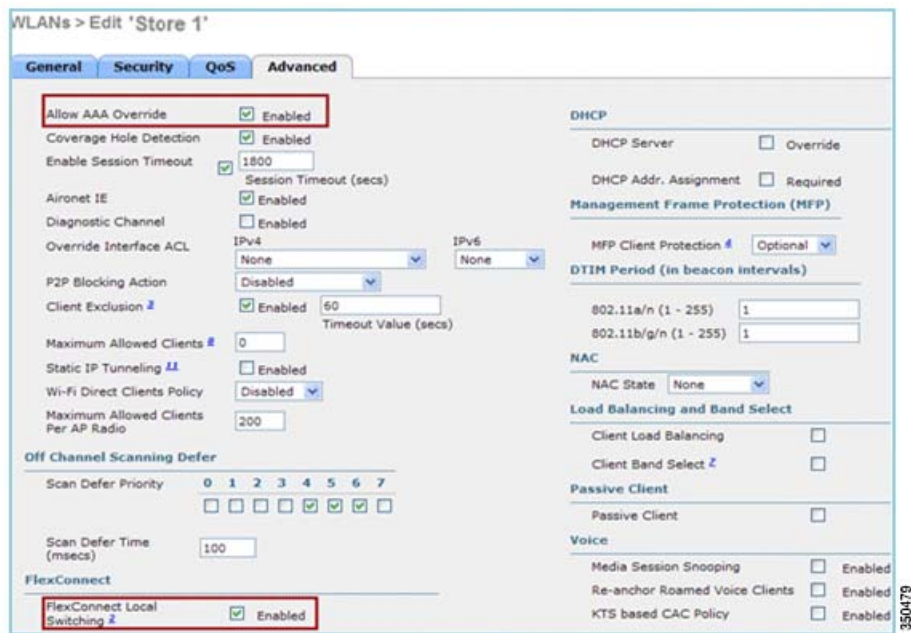 WLANs > Edit 'Store 1'
General Security QoS Advanced
Allow AAA Override Enabled
Coverage Hole Detection Enabled
Enable Session Timeout 1800
Session Timeout (secs)
Aironet IE Enabled
Diagnostic Channel Enabled
Override Interface ACL IPv4 IPv6
None None
P2P Blocking Action Disabled
Client Exclusion 3 Enabled 60
Timeout Value (secs)
Maximum Allowed Clients 8 0
Static IP Tunneling 11 Enabled
Wi-Fi Direct Clients Policy Disabled
Maximum Allowed Clients
Per AP Radio 200
Off Channel Scanning Defer
Scan Defer Priority 0 1 2 3 4 5 6 7
Scan Defer Time
(msecs) 100
FlexConnect
FlexConnect Local
Switching 2 Enabled
DHCP
DHCP Server Override
DHCP Addr. Assignment Required
Management Frame Protection (MFP)
MFP Client Protection 4 Optional
DTIM Period (in beacon intervals)
802.11a/n (1 - 255) 1
802.11b/g/n (1 - 255) 1
NAC
NAC State None
Load Balancing and Band Select
Client Load Balancing
Client Band Select 7
Passive Client
Passive Client
Voice
Media Session Snooping Enabled
Re-anchor Roamed Voice Clients Enabled
KTS based CAC Policy Enabled
350479